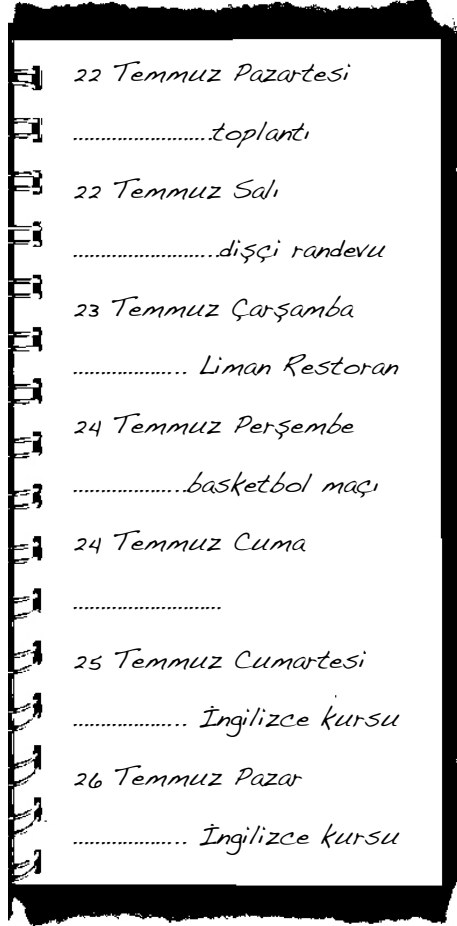 22 Temmuz Pazartesi
........................toplantı
22 Temmuz Salı
.........................dişçi randevu
23 Temmuz Çarşamba
................... Liman Restoran
24 Temmuz Perşembe
...................basketbol maçı
24 Temmuz Cuma
..........................
25 Temmuz Cumartesi
................... İngilizce kursu
26 Temmuz Pazar
................... İngilizce kursu